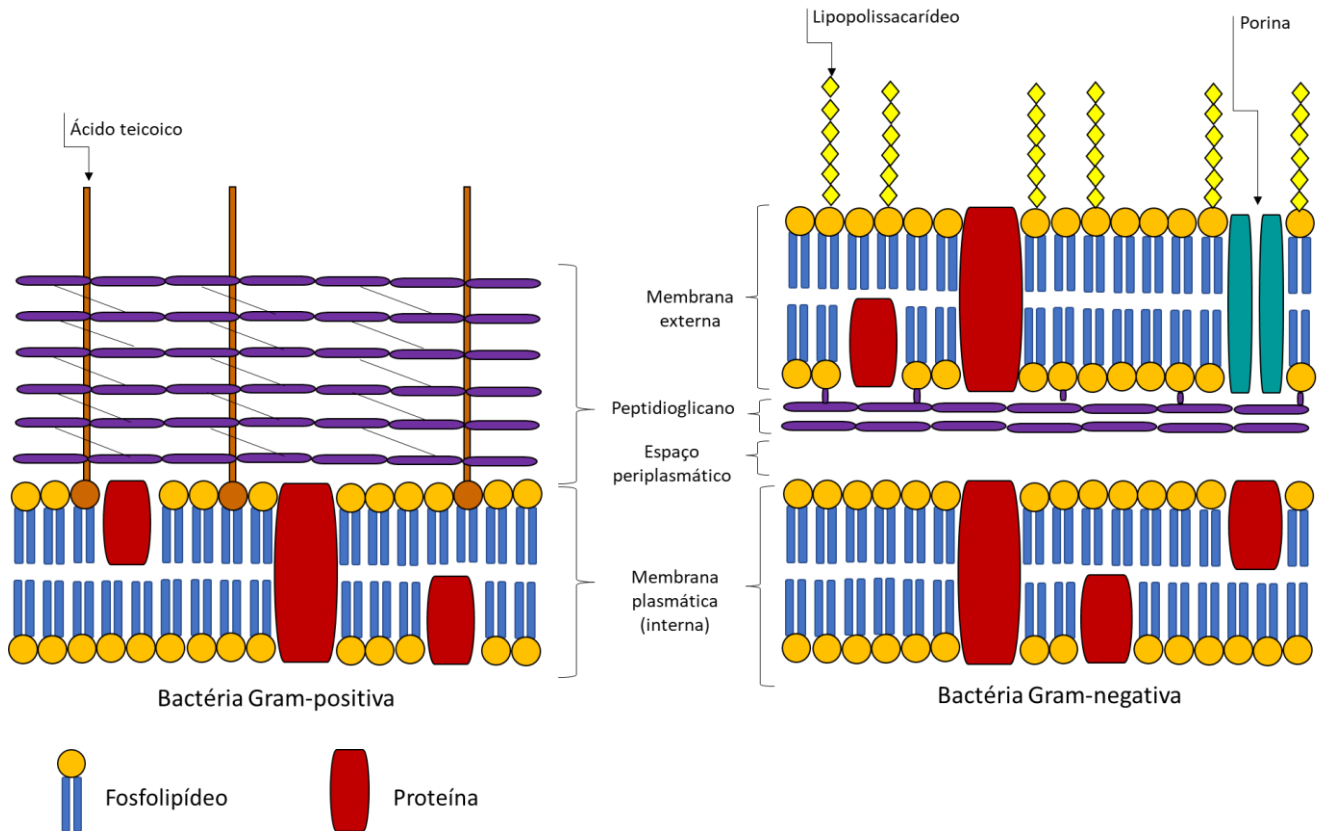 Lipopolissacarídeo
Porina
Ácido teicoico
Membrana
externa
Peptidioglicano
Espaço
periplasmático
Membrana
plasmática
(interna)
Bactéria Gram-positiva
Bactéria Gram-negativa
Fosfolipídeo
Proteína